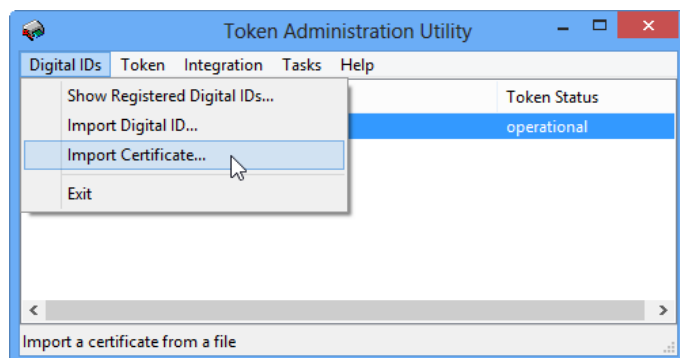 Token Administration Utility
Digital IDs Token Integration Tasks Help
Show Registered Digital IDs...
Token Status
Import Digital ID...
operational
Import Certificate...
Exit
Import a certificate from a file